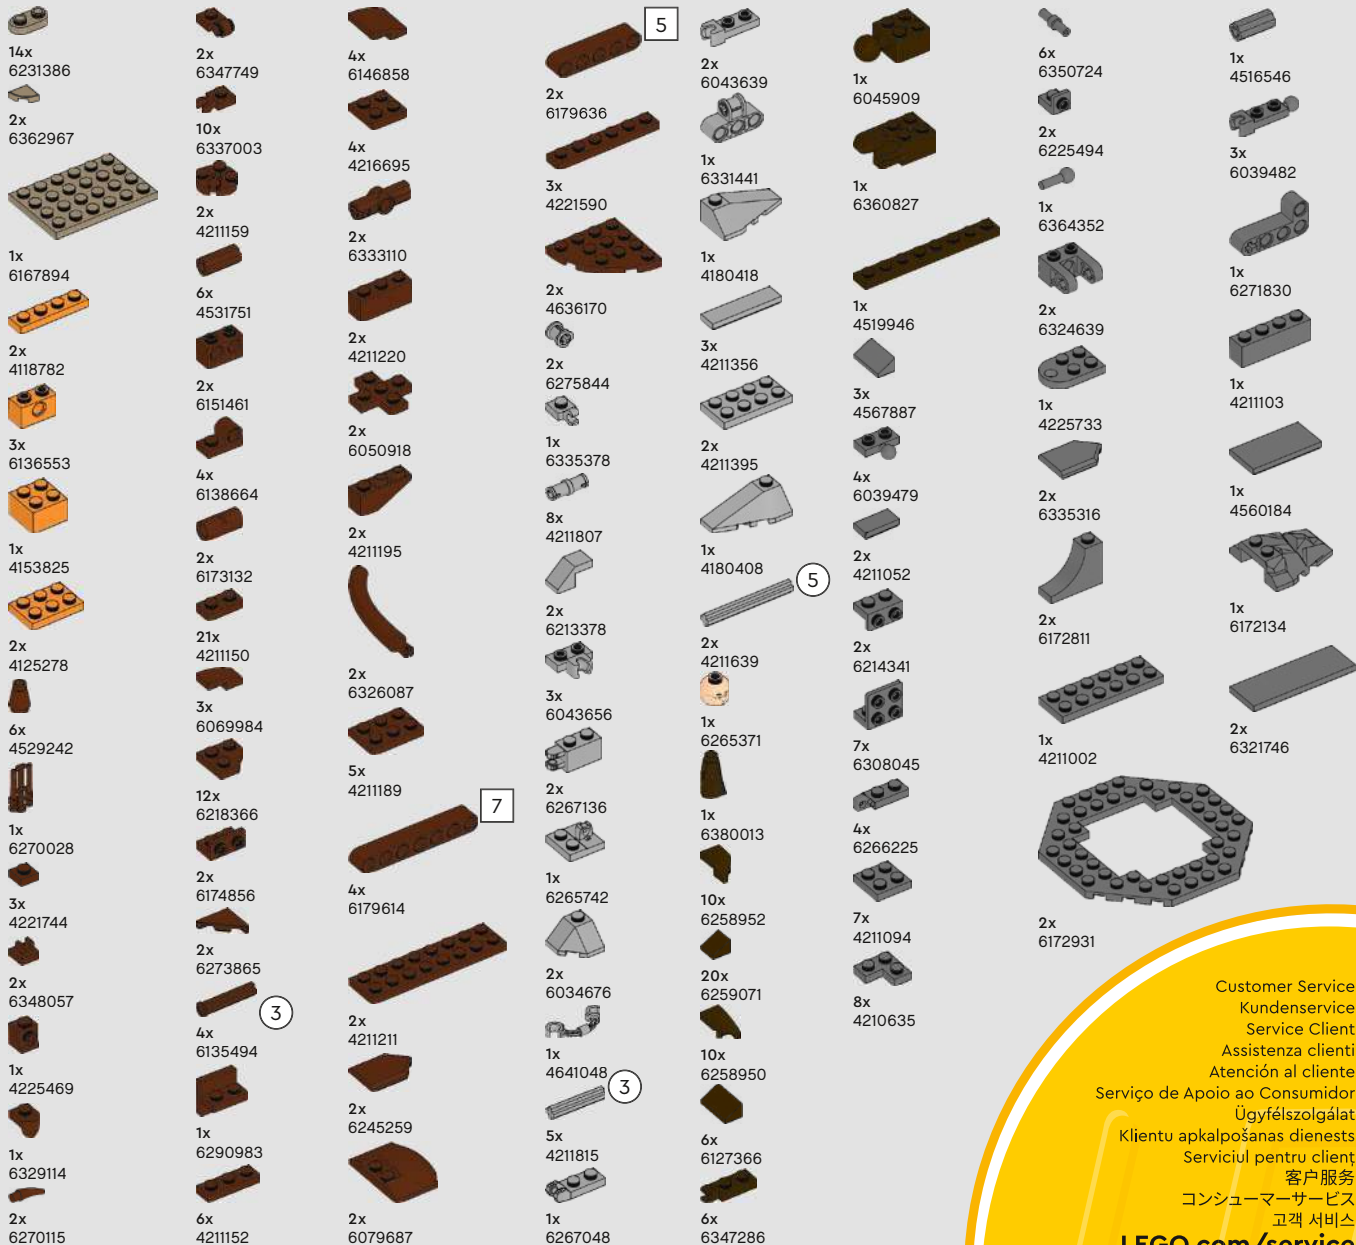 14x
6231386
2x
6362967
1x
6167894
2x
4118782
3x
6136553
1x
4153825
2x
4125278
6x
4529242
1x
6270028
3x
4221744
2x
6348057
1x
4225469
1x
6329114
2x
6270115
2x
6347749
10x
6337003
2x
4211159
6x
4531751
2x
6151461
4x
6138664
2x
6173132
21x
4211150
3x
6069984
12x
6218366
2x
6174856
2x
6273865
3
4x
6135494
1x
6290983
6x
4211152
4x
6146858
4x
4216695
2x
6333110
2x
4211220
2x
6050918
2x
4211195
2x
6326087
5x
4211189
7
4x
6179614
2x
4211211
2x
6245259
2x
6079687
5
2x
6179636
3x
4221590
2x
4636170
2x
6275844
1x
6335378
8x
4211807
2x
6213378
3x
6043656
2x
6267136
1x
6265742
2x
6034676
1x
4641048
3
5x
4211815
1x
6267048
2x
6043639
1x
6331441
1x
4180418
3x
4211356
2x
4211395
1x
4180408
5
2x
4211639
1x
6265371
1x
6380013
10x
6258952
20x
6259071
10x
6258950
6x
6127366
6x
6347286
1x
6045909
1x
6360827
1x
4519946
3x
4567887
4x
6039479
2x
4211052
2x
6214341
7x
6308045
4x
6266225
7x
4211094
8x
4210635
6x
6350724
2x
6225494
1x
6364352
2x
6324639
1x
4225733
2x
6335316
2x
6172811
1x
4211002
2x
6172931
1x
4516546
3x
6039482
1x
6271830
1x
4211103
1x
4560184
1x
6172134
2x
6321746
Customer Service
Kundenservice
Service Client
Assistenza clienti
Atención al cliente
Serviço de Apoio ao Consumidor
Ügyfélszolgálat
Klientu apkalpošanas dienests
Serviciul pentru clienț
客户服务
コンシューマーサービス
고객 서비스
LEGO.com/service